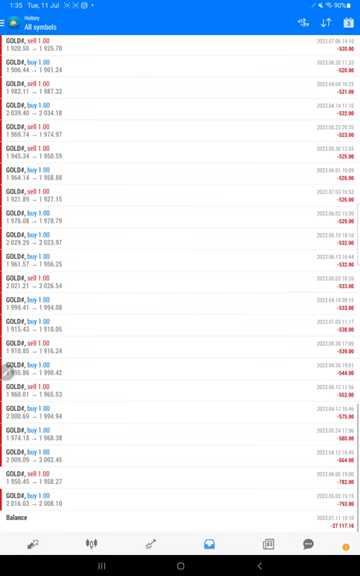 1:35 Tue, 11 Jul
90%
History
All symbols
GOLD#, sell 1.00 2023.07.06 14:10
1 920.50 → 1 925.70 -520.00
GOLD#, buy 1.00 2023.06.30 11:33
1 906.44 → 1 901.24 -520.00
GOLD#, sell 1.00 2023.04.04 16:25
1 982.11 → 1 987.32 -521.00
GOLD#, buy 1.00 2023.04.14 11:10
2 039.40 → 2 034.18 -522.00
GOLD#, sell 1.00 2023.05.23 20:35
1 969.74 → 1 974.97 -523.00
GOLD#, sell 1.00 2023.05.30 12:55
1 945.34 → 1 950.59 -525.00
GOLD#, buy 1.00 2023.06.01 10:09
1 964.14 → 1 958.88 -526.00
GOLD#, sell 1.00 2023.07.03 16:53
1 921.89 → 1 927.15 -526.00
GOLD#, buy 1.00 2023.06.02 15:30
1 976.08 → 1 970.79 -529.00
GOLD#, buy 1.00 2023.05.10 18:10
2 029.29 → 2 023.97 -532.00
GOLD#, buy 1.00 2023.06.13 16:44
1 961.57 → 1 956.25 -532.00
GOLD#, sell 1.00 2023.05.03 18:26
2 021.21 → 2 026.54 -533.00
GOLD#, buy 1.00 2023.04.19 09:15
1 999.41 → 1 994.08 -533.00
GOLD#, buy 1.00 2023.07.03 11:17
1 915.43 → 1 910.05 -538.00
GOLD#, sell 1.00 2023.06.30 17:06
1 910.85 → 1 916.24 -539.00
GOLD#, buy 1.00 2023.04.26 19:01
995.86 → 1 990.42 -544.00
GOLD#, sell 1.00 2023.06.12 11:56
1 960.01 → 1 965.53 -552.00
GOLD#, buy 1.00 2023.04.17 16:46
2 000.69 → 1 994.94 -575.00
GOLD#, buy 1.00 2023.05.24 17:06
1 974.18 → 1 968.38 -580.00
GOLD#, buy 1.00 2023.04.12 16:45
2 009.09 → 2 002.45 -664.00
GOLD#, sell 1.00 2023.06.05 19:00
1 950.45 → 1 958.27 -782.00
GOLD#, buy 1.00 2023.05.03 15:15
2 016.03 → 2 008.10 -793.00
Balance 2023.07.11 15:10
-27 117.16